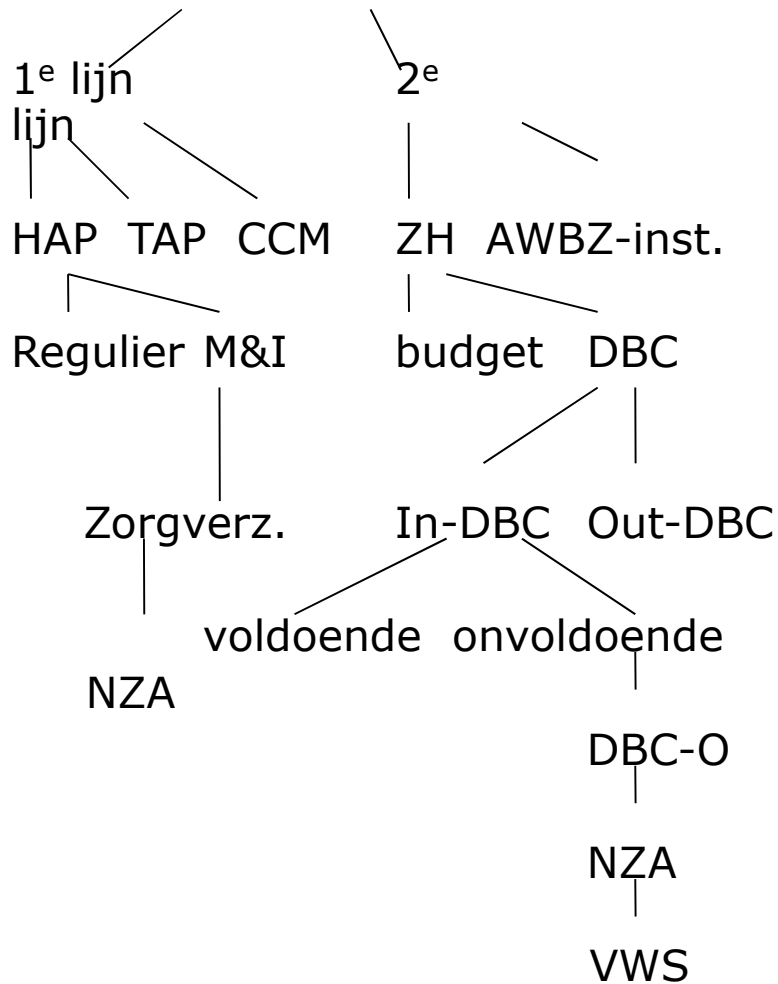 1e lijn 2e
lijn
HAP TAP CCM ZH AWBZ-inst.
Regulier M&I budget DBC
Zorgverz. In-DBC Out-DBC
voldoende onvoldoende
NZA
DBC-O
NZA
VWS